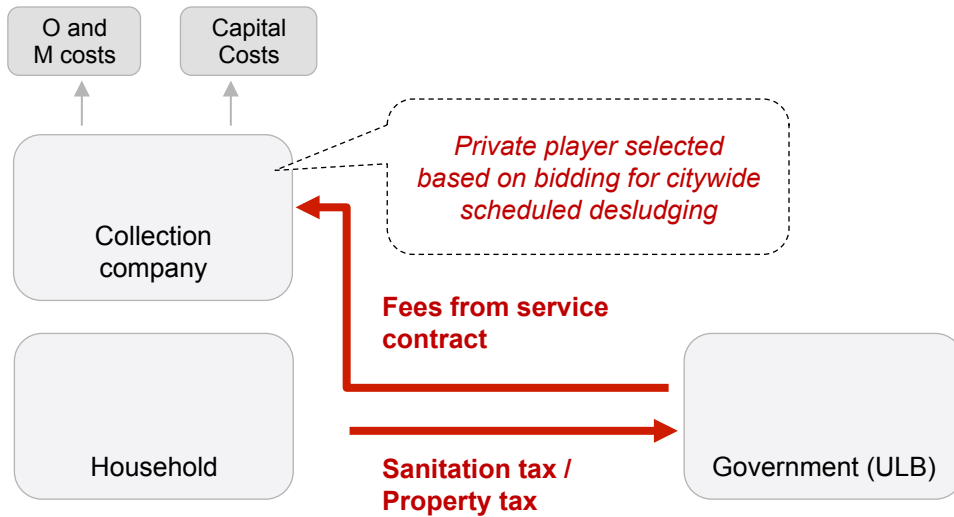 O and
M costs
Capital
Costs
Private player selected
based on bidding for citywide
scheduled desludging
Collection
company
Fees from service
contract
Household
Sanitation tax /
Property tax
Government (ULB)